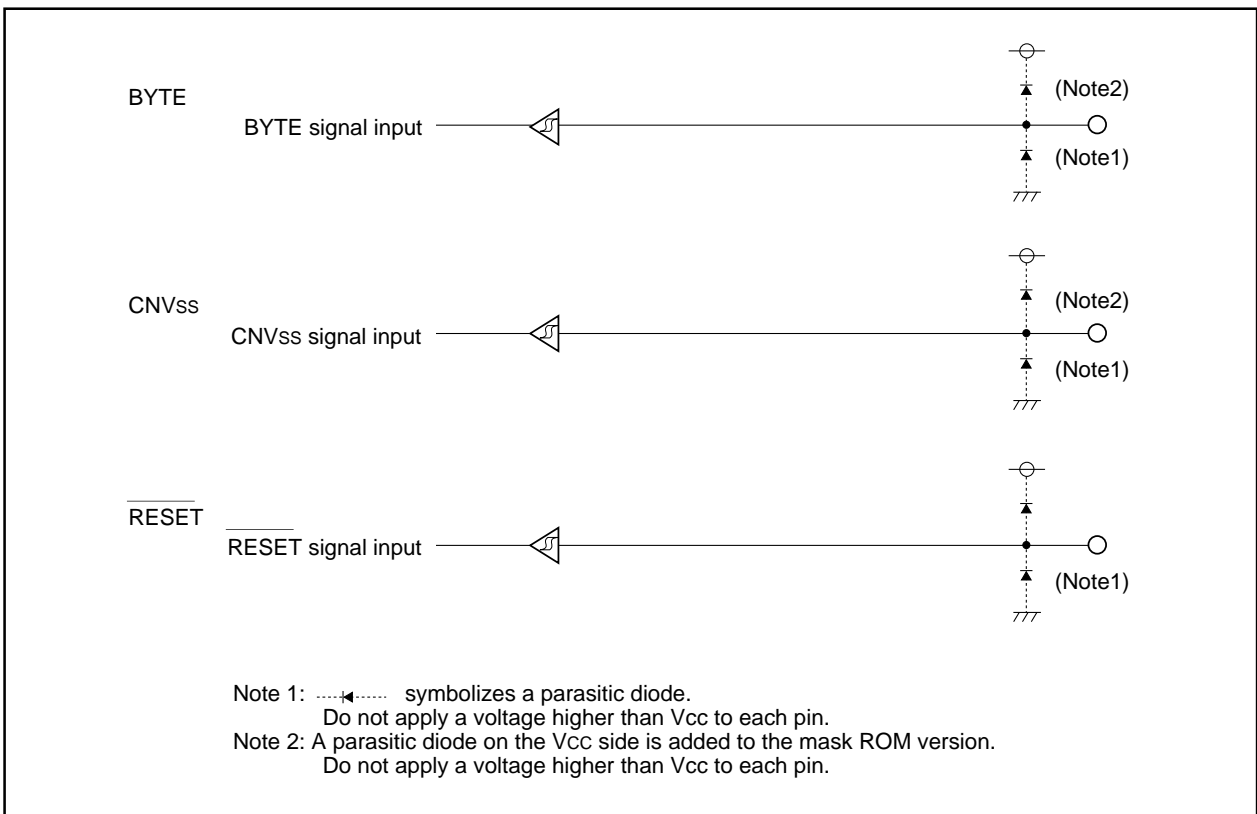 BYTE
(Note2)
BYTE signal input
(Note1)
CNVss
(Note2)
CNVss signal input
(Note1)
RESET
RESET signal input
(Note1)
Note 1: symbolizes a parasitic diode.
Do not apply a voltage higher than Vcc to each pin.
Note 2: A parasitic diode on the VCC side is added to the mask ROM version.
Do not apply a voltage higher than Vcc to each pin.